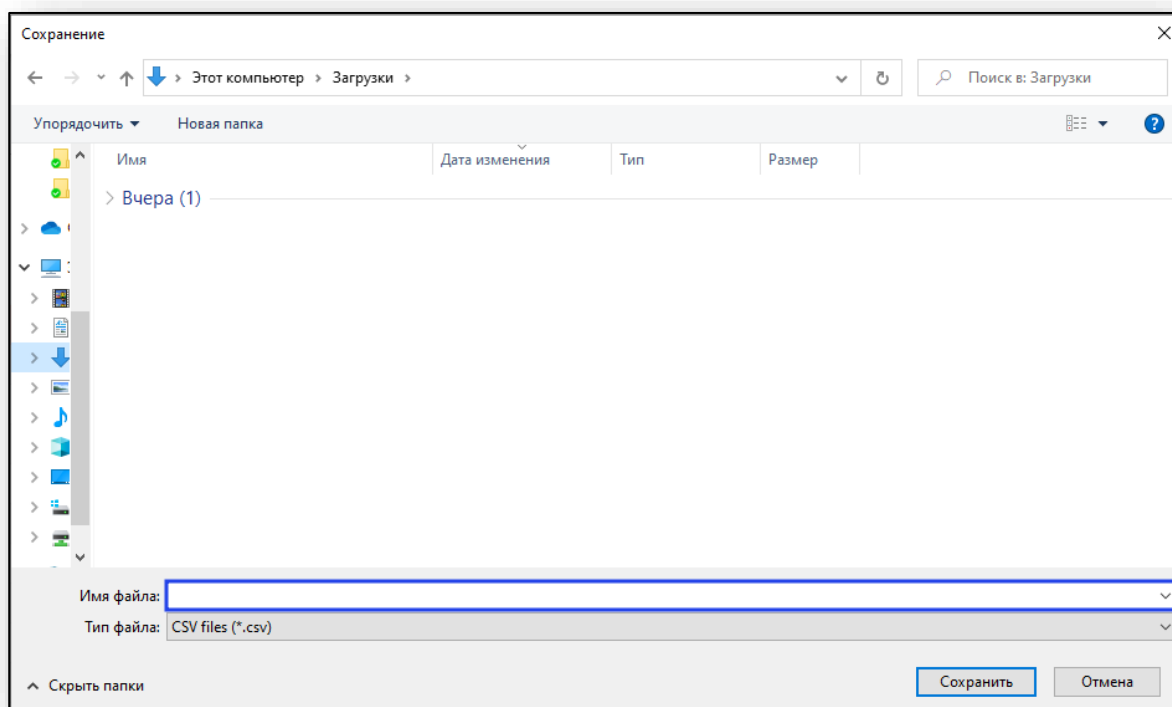 Сохранение
Этот компьютер > Загрузки >
Поиск в: Загрузки
Упорядочить
Новая папка
Имя Дата изменения Тип Размер
Вчера (1)
Имя файла:
Тип файла: CSV files (*.csv)
Скрыть папки
Сохранить Отмена